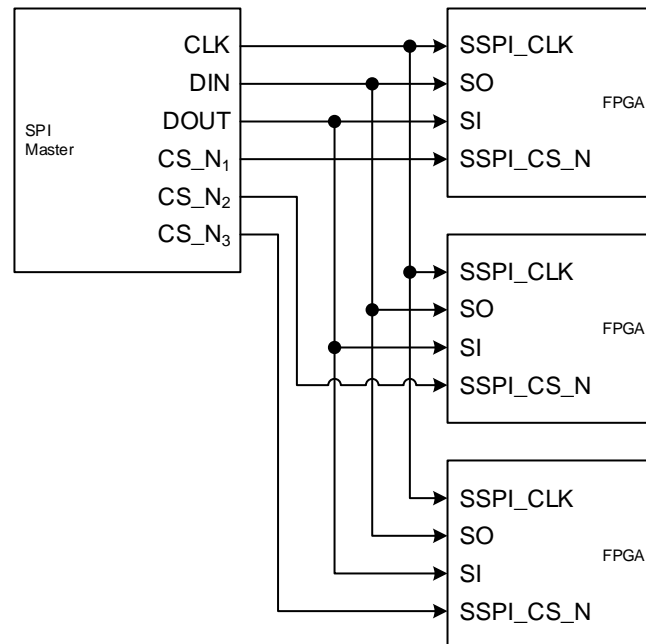 SPI
Master
CLK
DIN
DOUT
CS_N₁
CS_N₂
CS_N₃
SSPI_CLK
SO
SI
SSPI_CS_N
FPGA
SSPI_CLK
SO
SI
SSPI_CS_N
FPGA
SSPI_CLK
SO
SI
SSPI_CS_N
FPGA